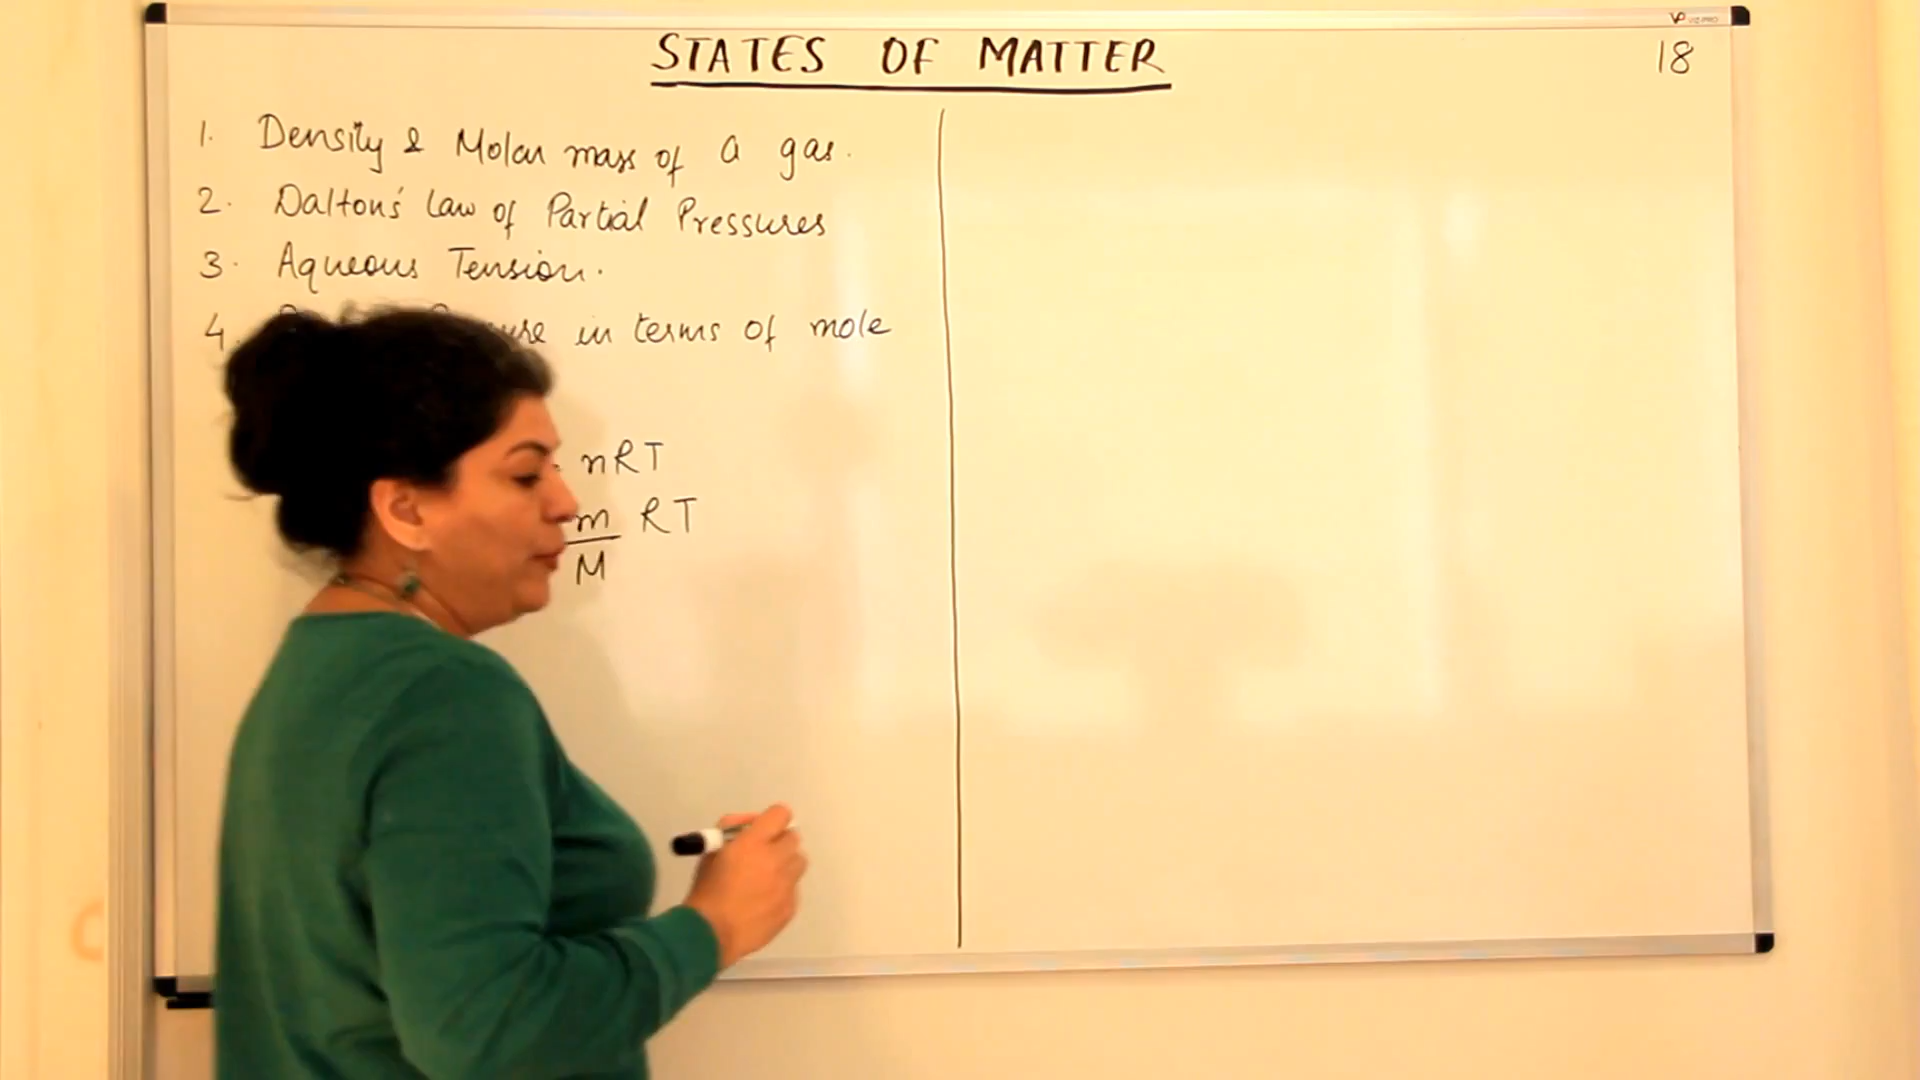 STATES OF MATTER
18
1. Density & Molar mass of a gas.
2. Dalton's Law of Partial Pressures
3. Aqueous Tension.
4. in terms of mole
nRT
m RT
M